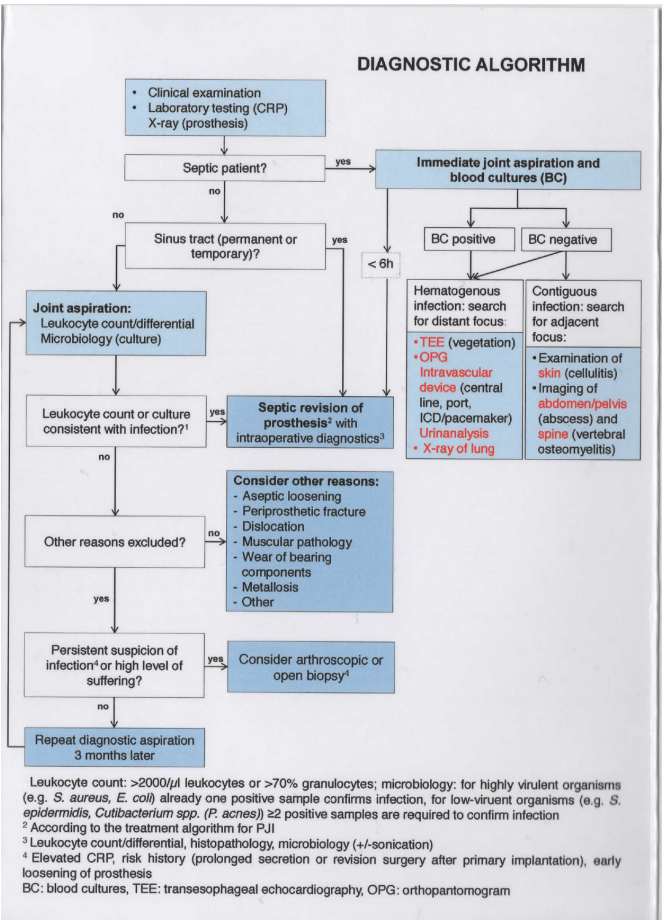 DIAGNOSTIC ALGORITHM
• Clinical examination
• Laboratory testing (CRP)
X-ray (prosthesis)
Septic patient?
yes
Immediate joint aspiration and
blood cultures (BC)
no
no
Sinus tract (permanent or
temporary)?
yes
< 6h
BC positive
BC negative
Joint aspiration:
Leukocyte count/differential
Microbiology (culture)
Hematogenous
infection: search
for distant focus:
• TEE (vegetation)
• OPG
Intravascular
device (central
line, port,
ICD/pacemaker)
Urinanalysis
• X-ray of lung
Contiguous
infection: search
for adjacent
focus:
• Examination of
skin (cellulitis)
• Imaging of
abdomen/pelvis
(abscess) and
spine (vertebral
osteomyelitis)
Leukocyte count or culture
consistent with infection?1
yes
Septic revision of
prosthesis2 with
intraoperative diagnostics3
no
Consider other reasons:
- Aseptic loosening
- Periprosthetic fracture
- Dislocation
- Muscular pathology
- Wear of bearing
components
- Metallosis
- Other
Other reasons excluded?
no
yes
Persistent suspicion of
infection4 or high level of
suffering?
yes
Consider arthroscopic or
open biopsy4
no
Repeat diagnostic aspiration
3 months later
Leukocyte count: >2000/µl leukocytes or >70% granulocytes; microbiology: for highly virulent organisms
(e.g. S. aureus, E. coli) already one positive sample confirms infection, for low-viruent organisms (e.g. S.
epidermidis, Cutibacterium spp. (P. acnes)) ≥2 positive samples are required to confirm infection
2 According to the treatment algorithm for PJI
3 Leukocyte count/differential, histopathology, microbiology (+/-sonication)
4 Elevated CRP, risk history (prolonged secretion or revision surgery after primary implantation), early
loosening of prosthesis
BC: blood cultures, TEE: transesophageal echocardiography, OPG: orthopantomogram